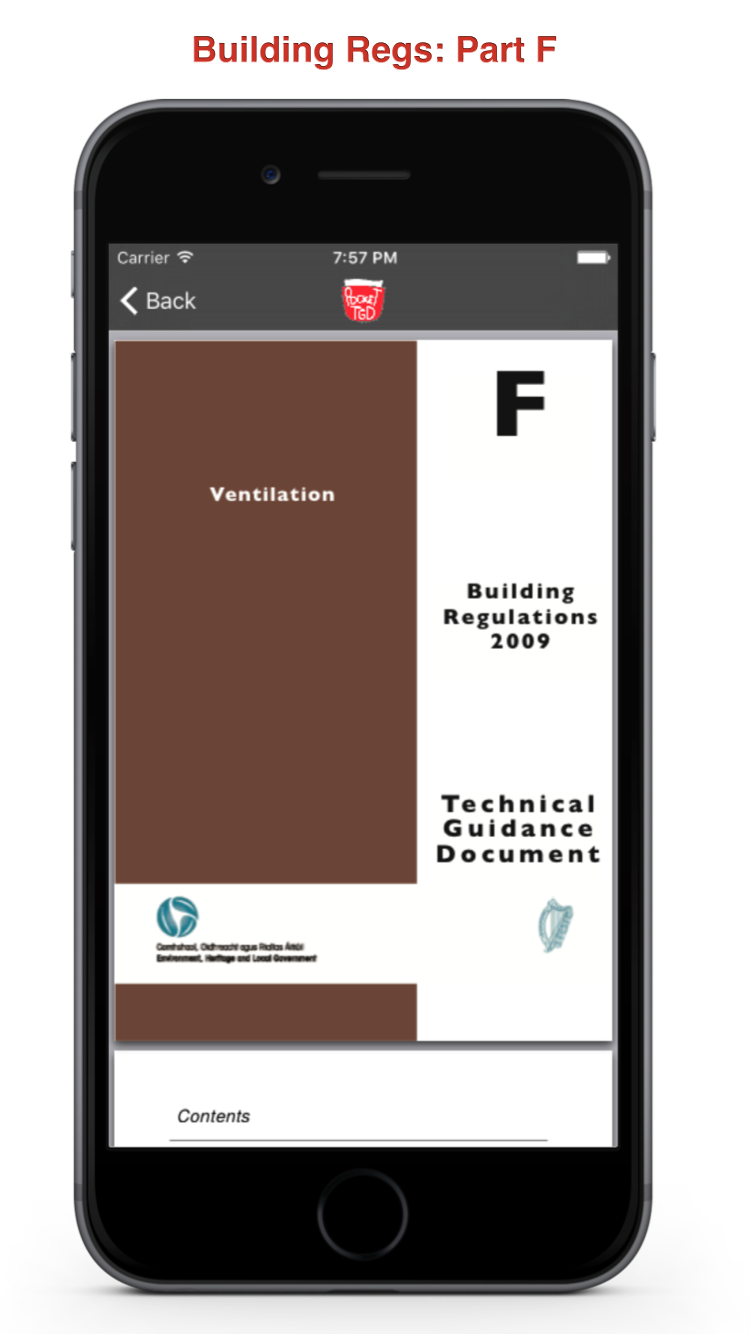 Building Regs: Part F
Carrier
7:57 PM
Back
POCKET
TGD
F
Ventilation
Building
Regulations
2009
Technical
Guidance
Document
Comhshaol, Oidhreacht agus Rialtas Áitiúil
Environment, Heritage and Local Government
Contents